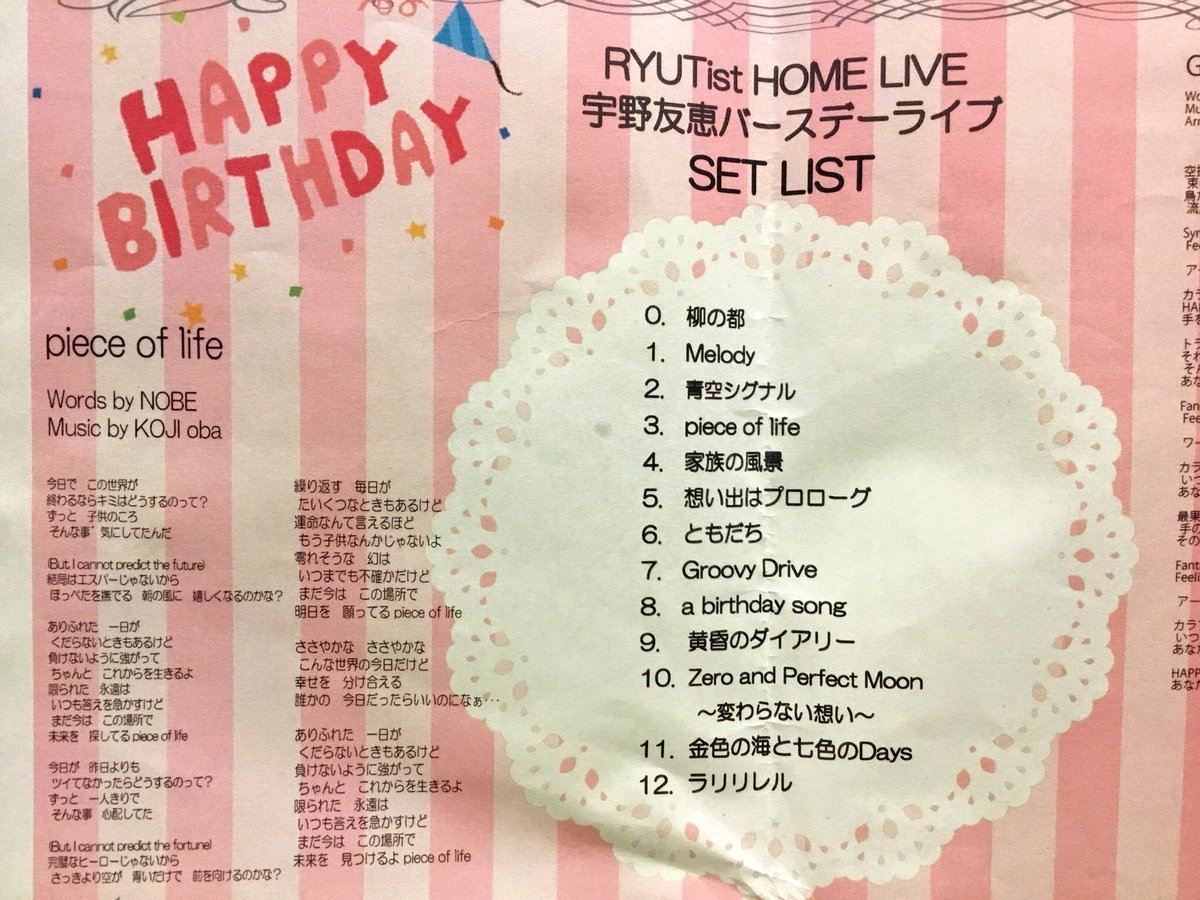 HAPPY
BIRTHDAY
piece of life
Words by NOBE
Music by KOJI oba
今日で この世界が
終わるならキミはどうするのって？
ずっと 子供のころ
そんな事゛気にしてたんだ
(But I cannot predict the future)
結局はエスパーじゃないから
ほっぺたを撫でる 朝の風に 嬉しくなるのかな？
ありふれた 一日が
くだらないときもあるけど
負けないように強がって
ちゃんと これからを生きるよ
限られた 永遠は
いつも答えを急かすけど
まだ今は この場所で
未来を 探してる piece of life
今日が 昨日よりも
ツイてなかったらどうするのって？
ずっと 一人きりで
そんな事 心配してた
(But I cannot predict the fortune)
完璧なヒーローじゃないから
さっきより空が 青いだけで 前を向けるのかな？
繰り返す 毎日が
たいくつなときもあるけど
運命なんて言えるほど
もう子供なんかじゃないよ
零れそうな 幻は
いつまでも不確かだけど
まだ今は この場所で
明日を 願ってる piece of life
ささやかな ささやかな
こんな世界の今日だけど
幸せを 分け合える
誰かの 今日だったらいいのになぁ・・・
ありふれた 一日が
くだらないときもあるけど
負けないように強がって
ちゃんと これからを生きるよ
限られた 永遠は
いつも答えを急かすけど
まだ今は この場所で
未来を 見つけるよ piece of life
RYUTist HOME LIVE
宇野友恵バースデーライブ
SET LIST
0. 柳の都
1. Melody
2. 青空シグナル
3. piece of life
4. 家族の風景
5. 想い出はプロローグ
6. ともだち
7. Groovy Drive
8. a birthday song
9. 黄昏のダイアリー
10. Zero and Perfect Moon
～変わらない想い～
11. 金色の海と七色のDays
12. ラリリレル